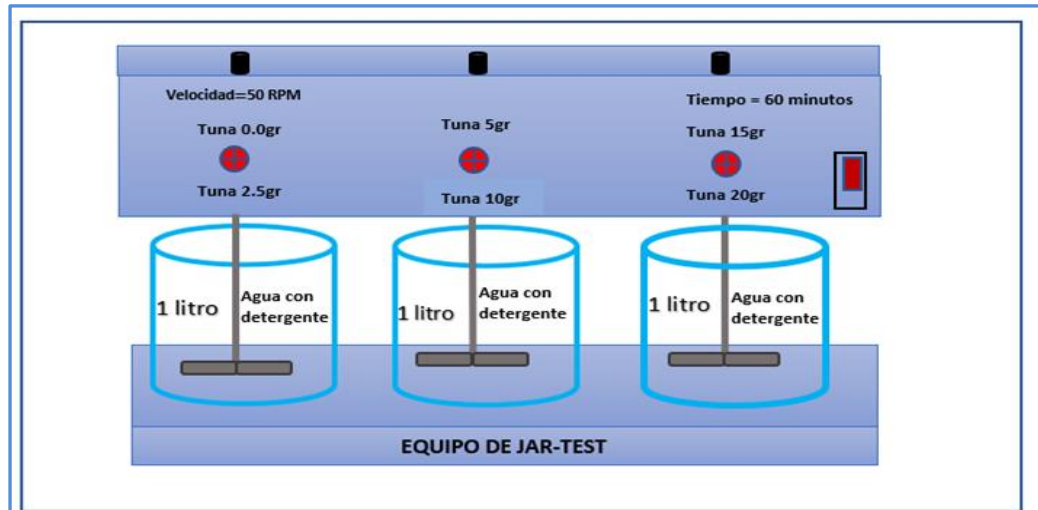 Velocidad=50 RPM
Tiempo = 60 minutos
Tuna 0.0gr
Tuna 5gr
Tuna 15gr
Tuna 2.5gr
Tuna 10gr
Tuna 20gr
1 litro
Agua con
detergente
1 litro
Agua con
detergente
1 litro
Agua con
detergente
EQUIPO DE JAR-TEST